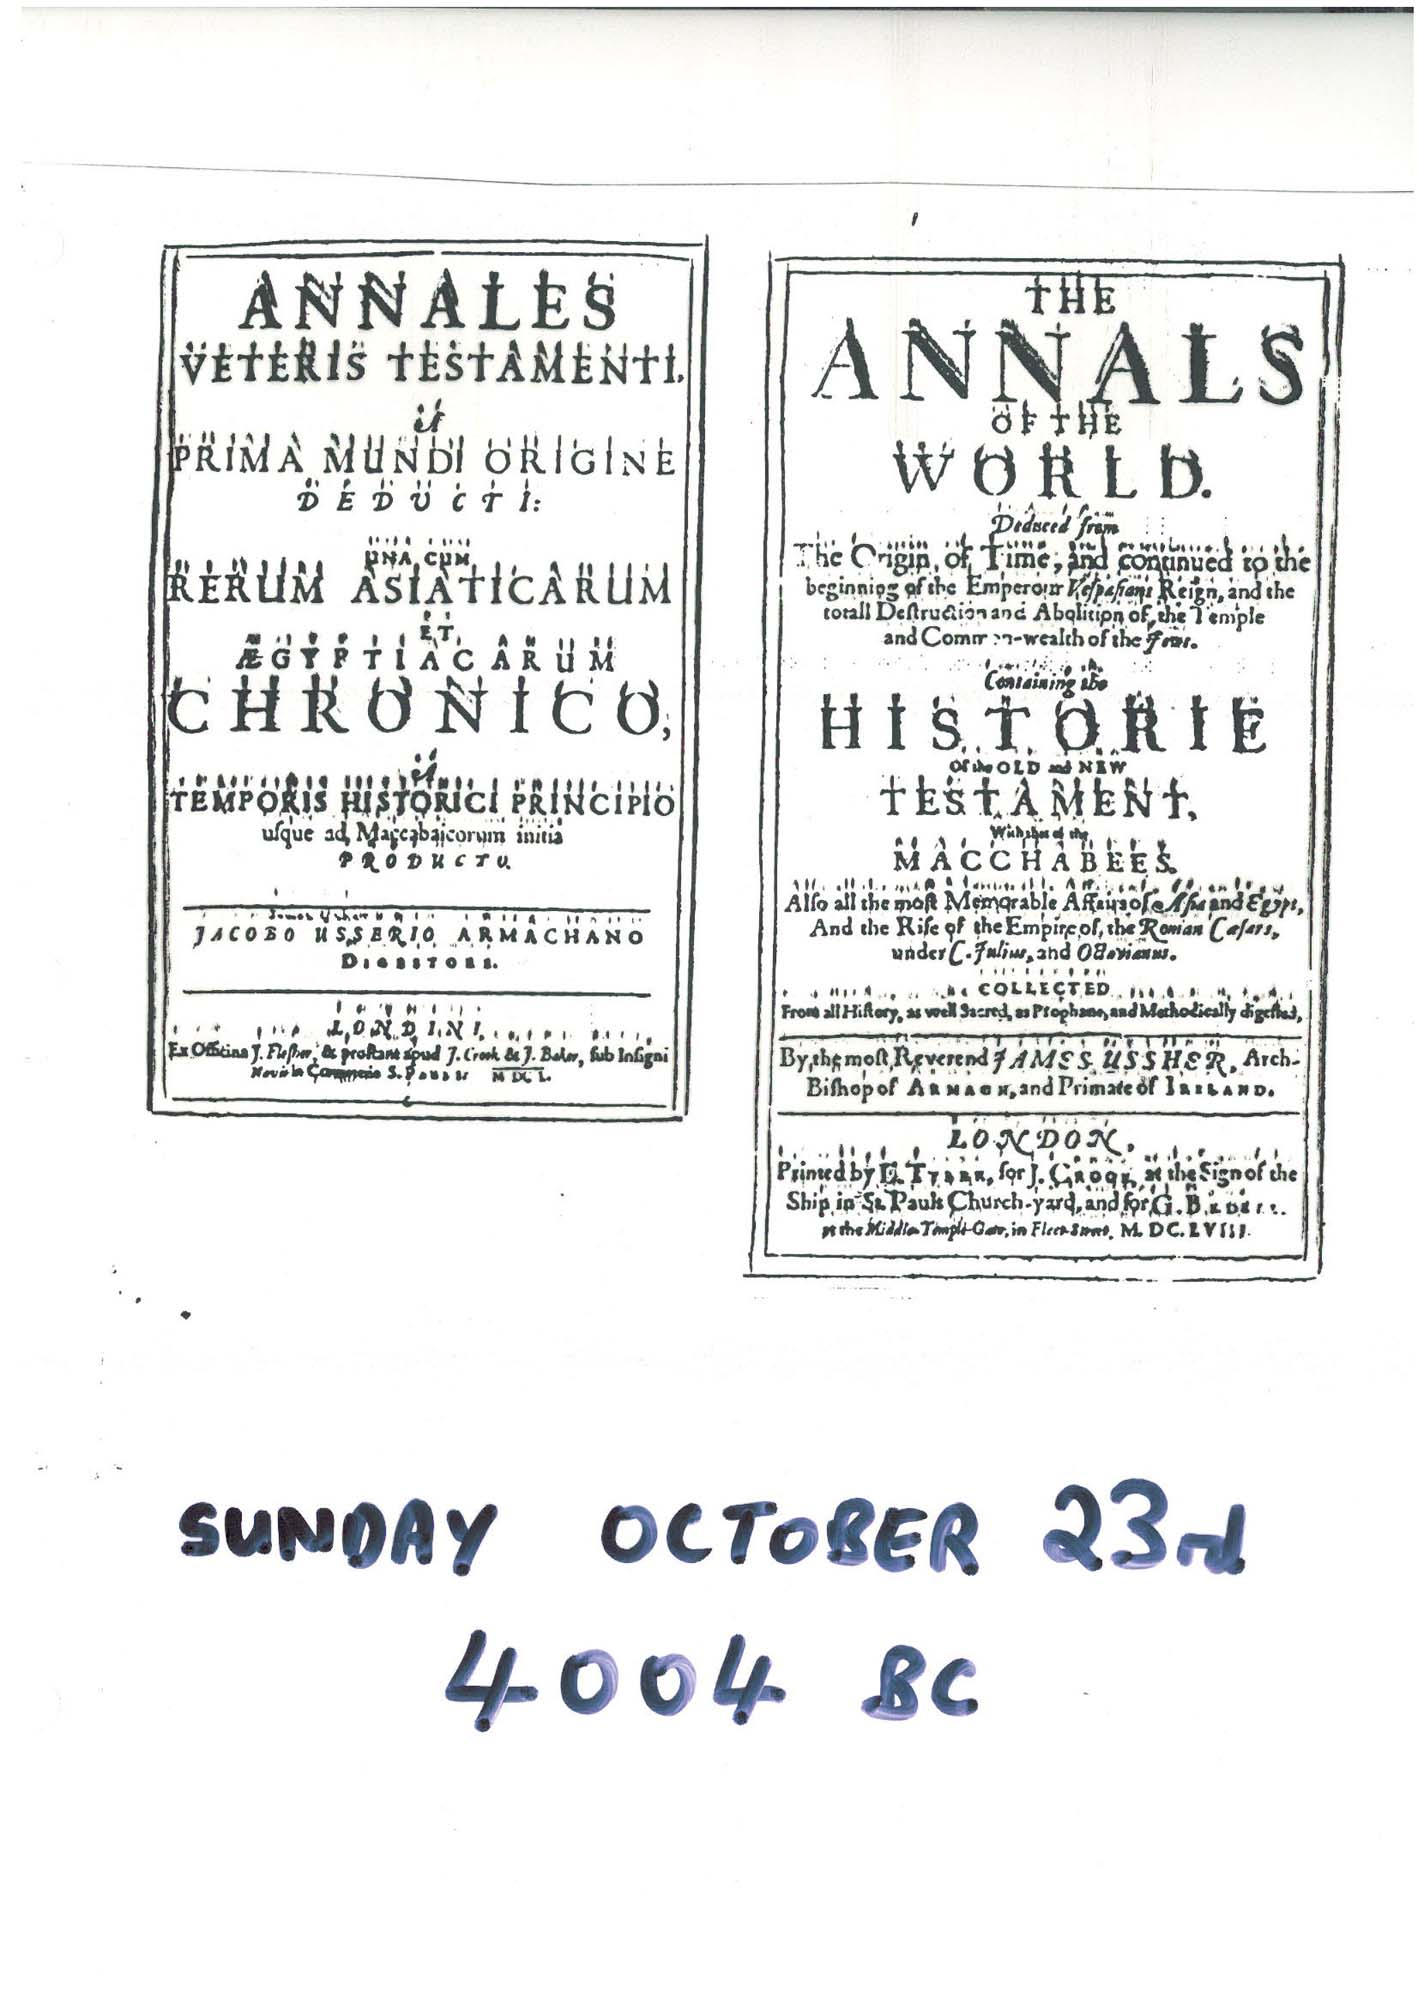 ANNALES
VETERIS TESTAMENTI,
A
PRIMA MUNDI ORIGINE
DEDUCTI:
UNA CUM
RERUM ASIATICARUM
ET
ÆGYPTIACARUM
CHRONICO,
A
TEMPORIS HISTORICI PRINCIPIO
uſque ad Maccabaicorum initia
PRODUCTO.
JACOBO USSERIO ARMACHANO
DIGESTORE.
LONDINI,
Ex Officina J. Fleſher, & proſtant apud J. Crook & J. Baker, ſub Inſigni
Navis in S. PAULI MDCL.
THE
ANNALS
OF THE
WORLD.
Deduced from
The Origin of Time, and continued to the
beginning of the Emperour Veſpaſians Reign, and the
totall Deſtruction and Abolition of the Temple
and Common-wealth of the Jews.
Containing the
HISTORIE
Of the OLD and NEW
TESTAMENT,
With that of the
MACCHABEES.
Alſo all the moſt Memorable Affairs of Aſia and Egypt,
And the Riſe of the Empire of the Roman Cæſars,
under C. Julius, and Octavianus.
COLLECTED
From all Hiſtory, as well Sacred, as Prophane, and Methodically digeſted,
By the moſt Reverend JAMES USSHER, Arch-
Biſhop of ARMAGH, and Primate of IRELAND.
LONDON,
Printed by E. TYLER, for J. CROOK, at the Sign of the
Ship in St. Pauls Church-yard, and for G. BEDELL
at the Middle-Temple-Gate, in Fleet-Street. M. DC. LVIII.
SUNDAY OCTOBER 23rd
4004 BC